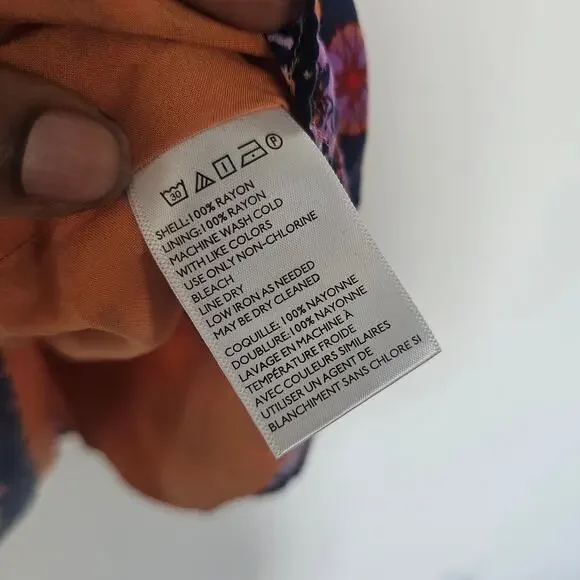 30 P
SHELL:100% RAYON
LINING:100% RAYON
MACHINE WASH COLD
WITH LIKE COLORS
USE ONLY NON-CHLORINE
BLEACH
LINE DRY
LOW IRON AS NEEDED
MAY BE DRY CLEANED
COQUILLE: 100% NAYONNE
DOUBLURE:100% NAYONNE
LAVAGE EN MACHINE À
TEMPÉRATURE FROIDE
AVEC COULEURS SIMILAIRES
UTILISER UN AGENT DE
BLANCHIMENT SANS CHLORE SI